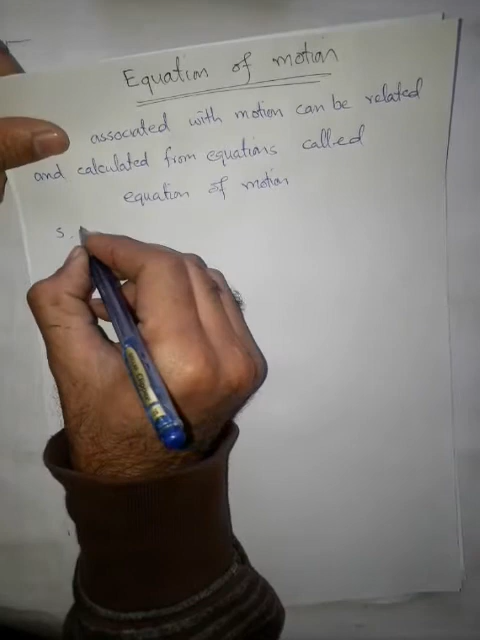 Equation of motion
associated with motion can be related
and calculated from equations called
equation of motion
s